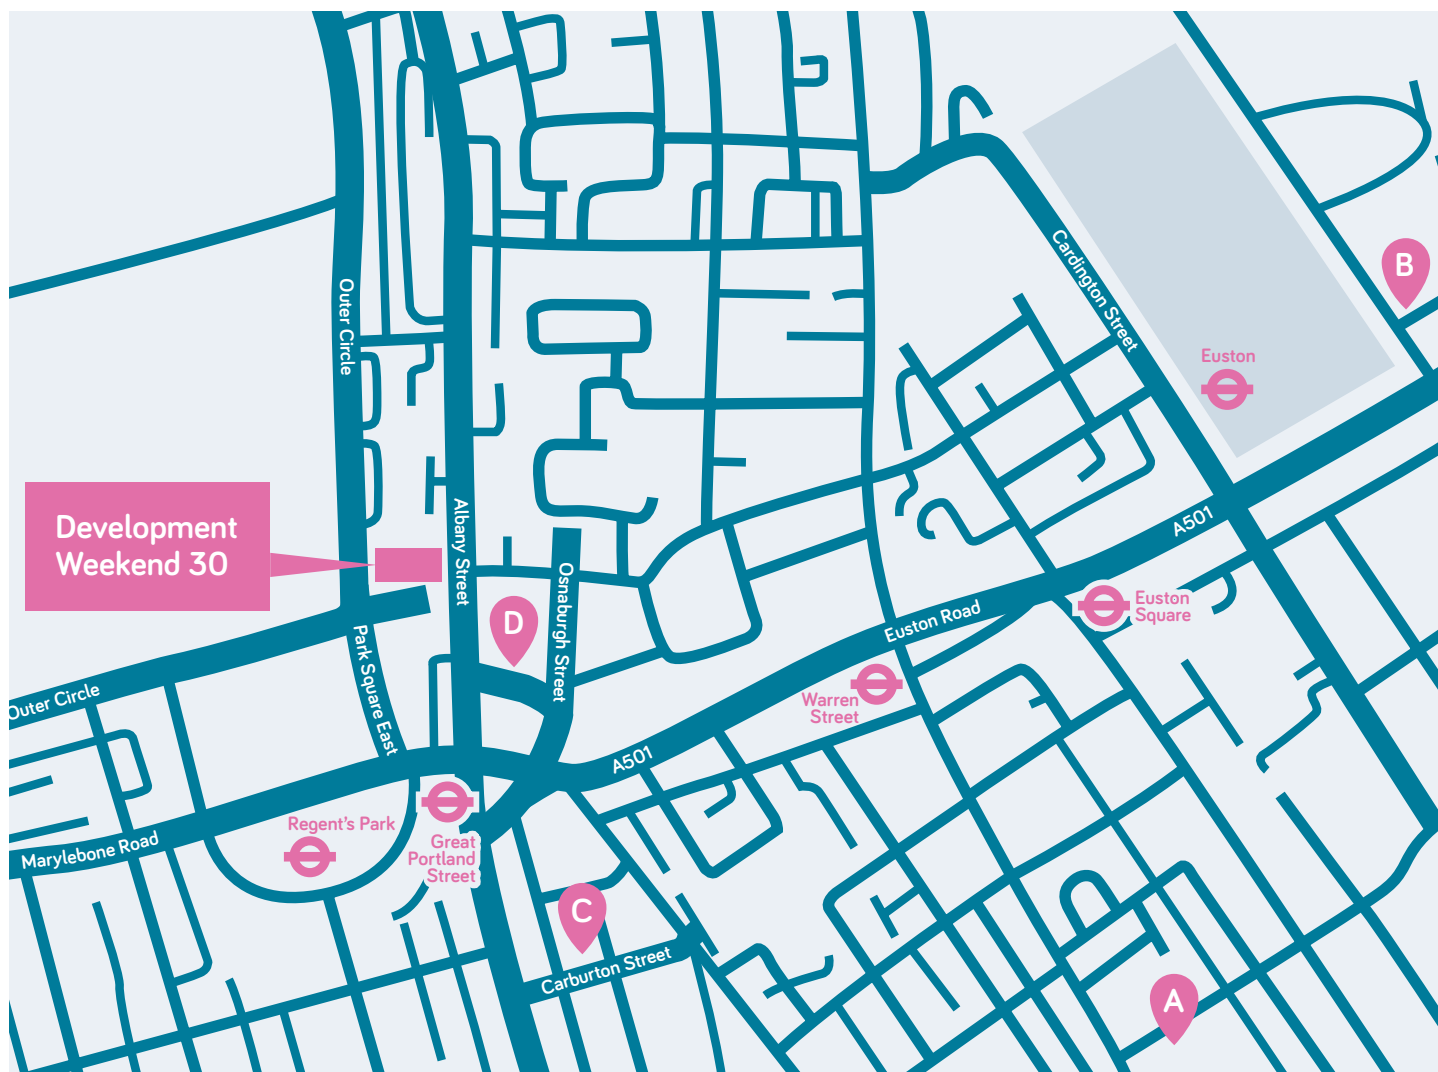 B
Cardington Street
Outer Circle
Euston
Development
Weekend 30
Albany Street
A501
Osnaburgh Street
D
Euston
Square
Euston Road
Park Square East
Outer Circle
Warren
Street
A501
Regent's Park
Marylebone Road
Great
Portland
Street
C
Carburton Street
A